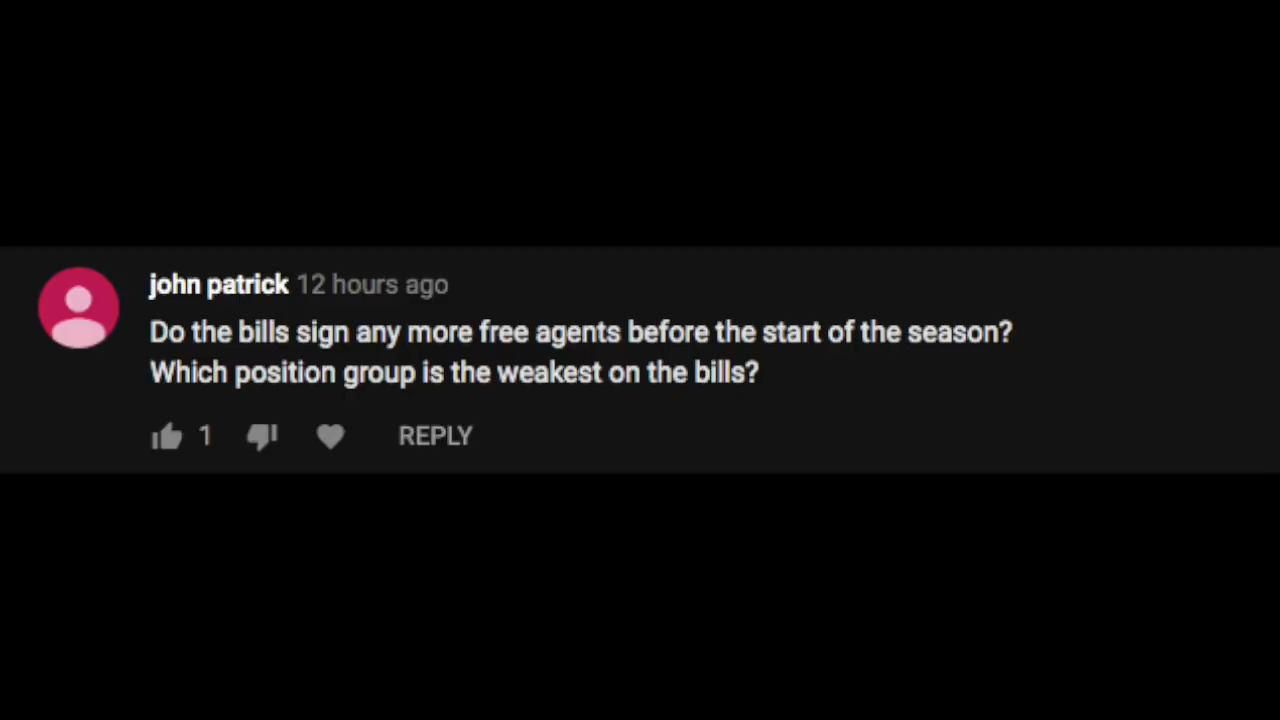 john patrick 12 hours ago
Do the bills sign any more free agents before the start of the season?
Which position group is the weakest on the bills?
1 REPLY